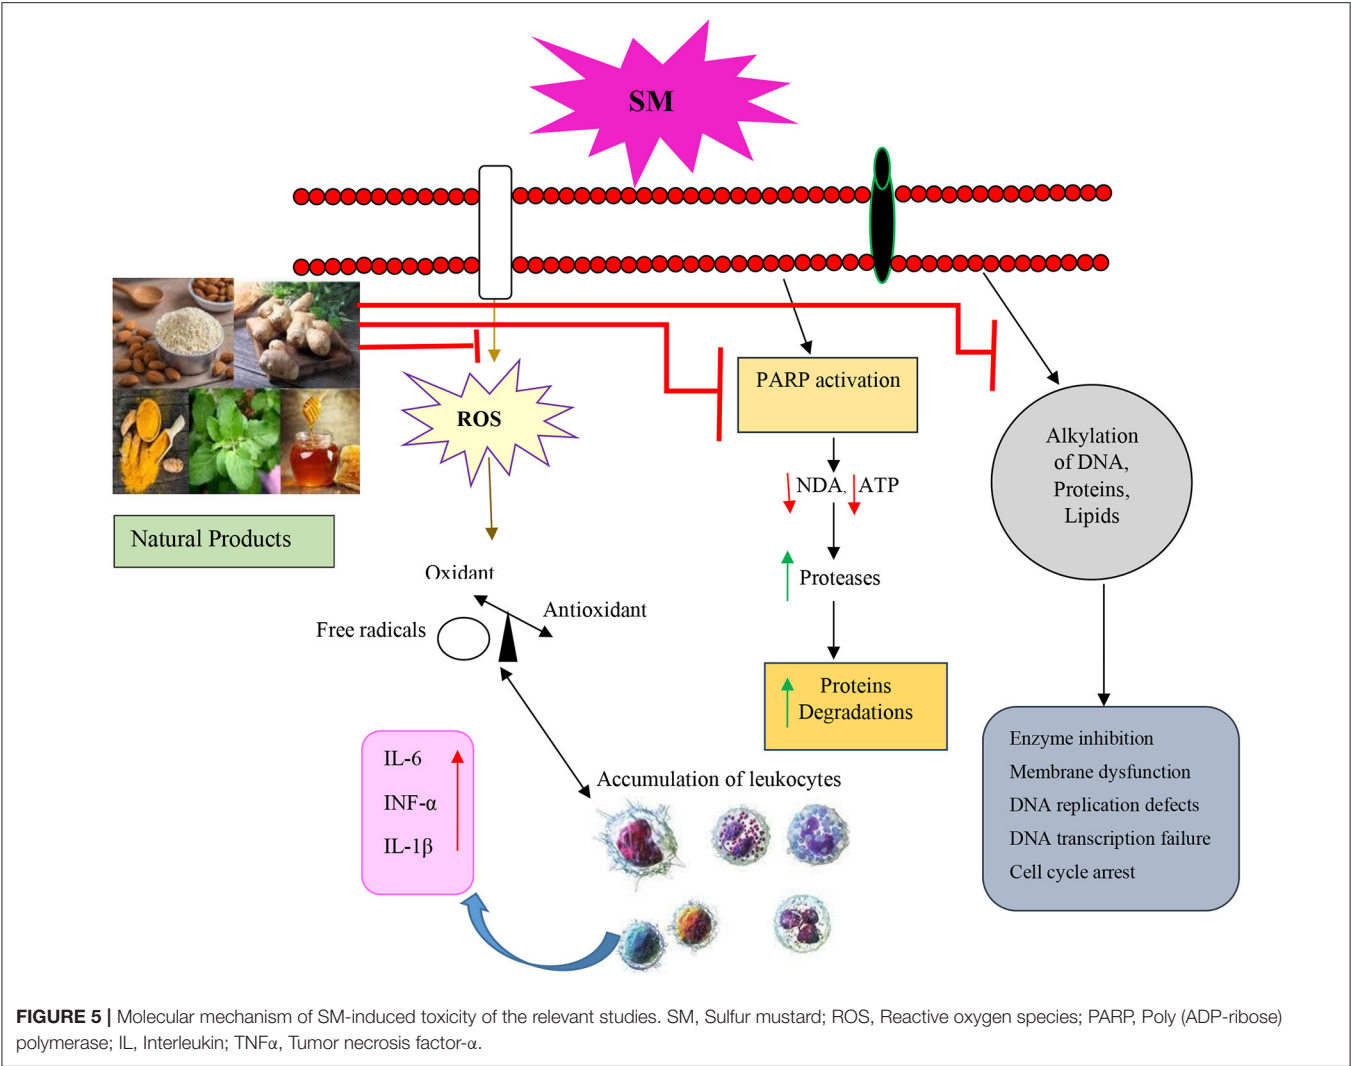 SM
PARP activation
ROS
Alkylation
of DNA,
Proteins,
Lipids
NDA, ATP
Natural Products
Oxidant
Proteases
Antioxidant
Free radicals
Proteins
Degradations
IL-6
INF-α
IL-1β
Accumulation of leukocytes
Enzyme inhibition
Membrane dysfunction
DNA replication defects
DNA transcription failure
Cell cycle arrest
FIGURE 5 | Molecular mechanism of SM-induced toxicity of the relevant studies. SM, Sulfur mustard; ROS, Reactive oxygen species; PARP, Poly (ADP-ribose)
polymerase; IL, Interleukin; TNFα, Tumor necrosis factor-α.